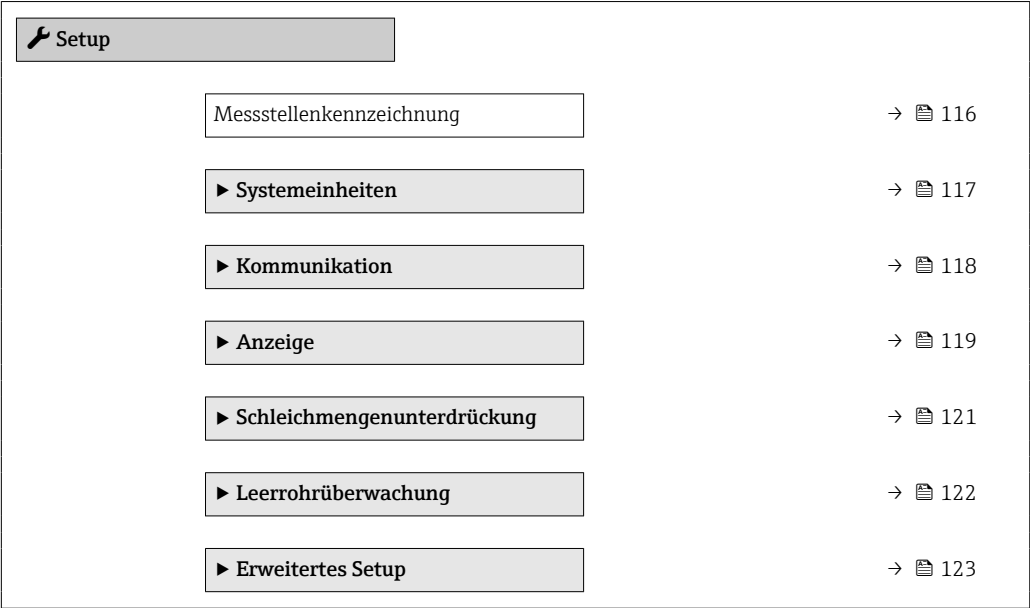 Setup
Messstellenkennzeichnung → 116
▶ Systemeinheiten → 117
▶ Kommunikation → 118
▶ Anzeige → 119
▶ Schleichmengenunterdrückung → 121
▶ Leerrohrüberwachung → 122
▶ Erweitertes Setup → 123